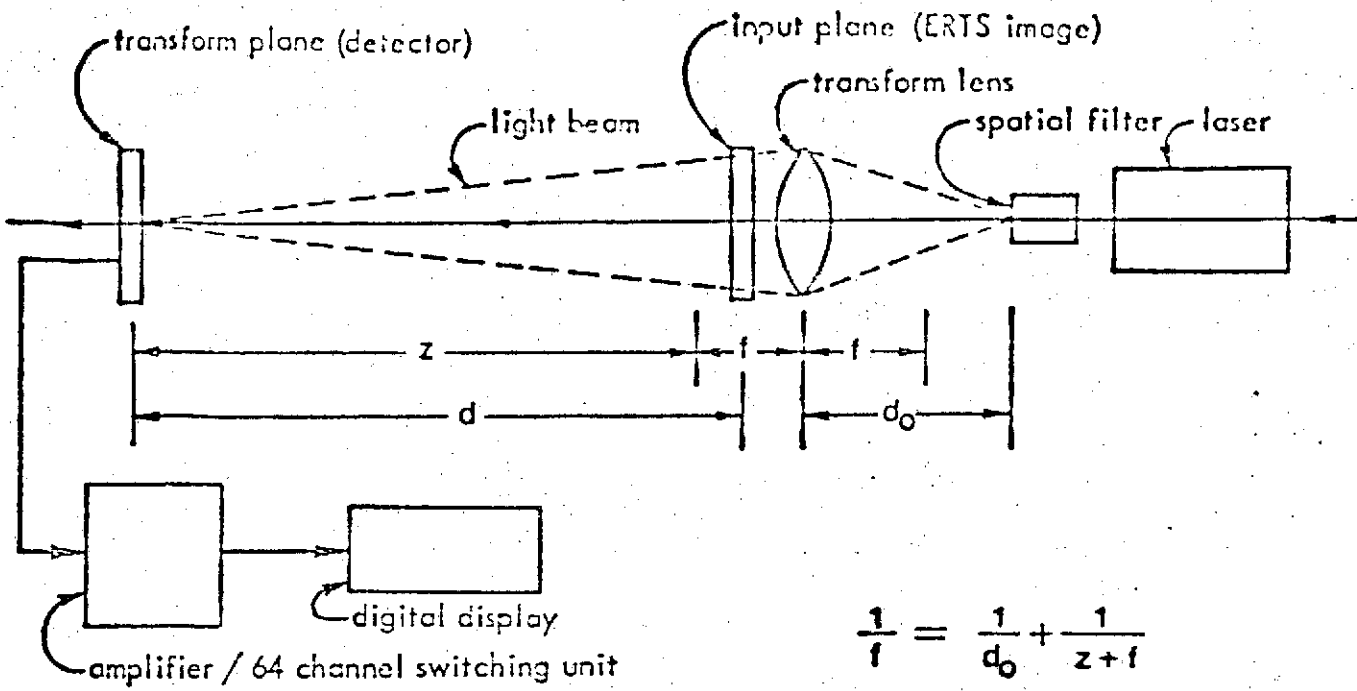 transform plane (detector)
input plane (ERTS image)
transform lens
light beam
spatial filter
laser
z
f
f
d
d₀
digital display
amplifier / 64 channel switching unit
1/f = 1/d₀ + 1/(z + f)